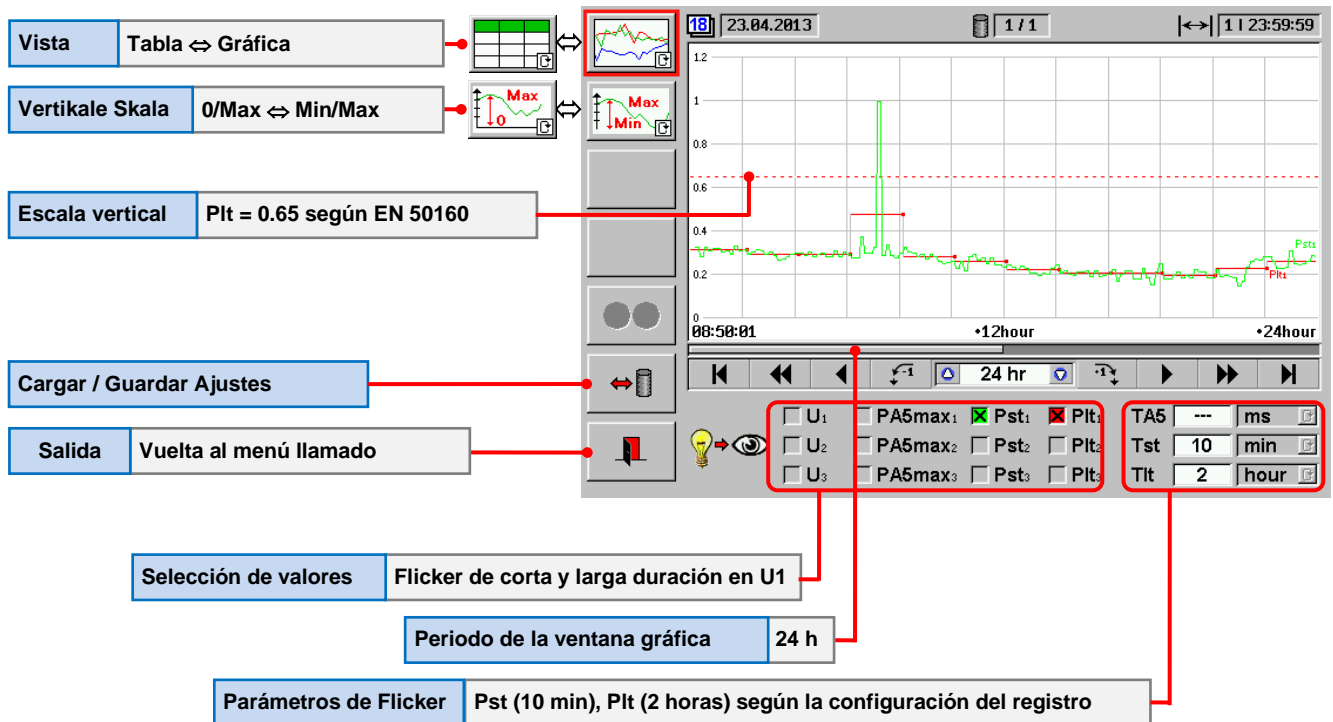 18 23.04.2013 1 / 1 1 | 23:59:59
Vista Tabla ⇔ Gráfica
Vertikale Skala 0/Max ⇔ Min/Max
Max
0
Max
Min
Escala vertical Plt = 0.65 según EN 50160
1.2
1
0.8
0.6
0.4
0.2
0
Pst1
Plt1
08:50:01 •12hour •24hour
-1 24 hr -1
Cargar / Guardar Ajustes
Salida Vuelta al menú llamado
U1 PA5max1 Pst1 Plt1 TA5 --- ms
U2 PA5max2 Pst2 Plt2 Tst 10 min
U3 PA5max3 Pst3 Plt3 Tlt 2 hour
Selección de valores Flicker de corta y larga duración en U1
Periodo de la ventana gráfica 24 h
Parámetros de Flicker Pst (10 min), Plt (2 horas) según la configuración del registro